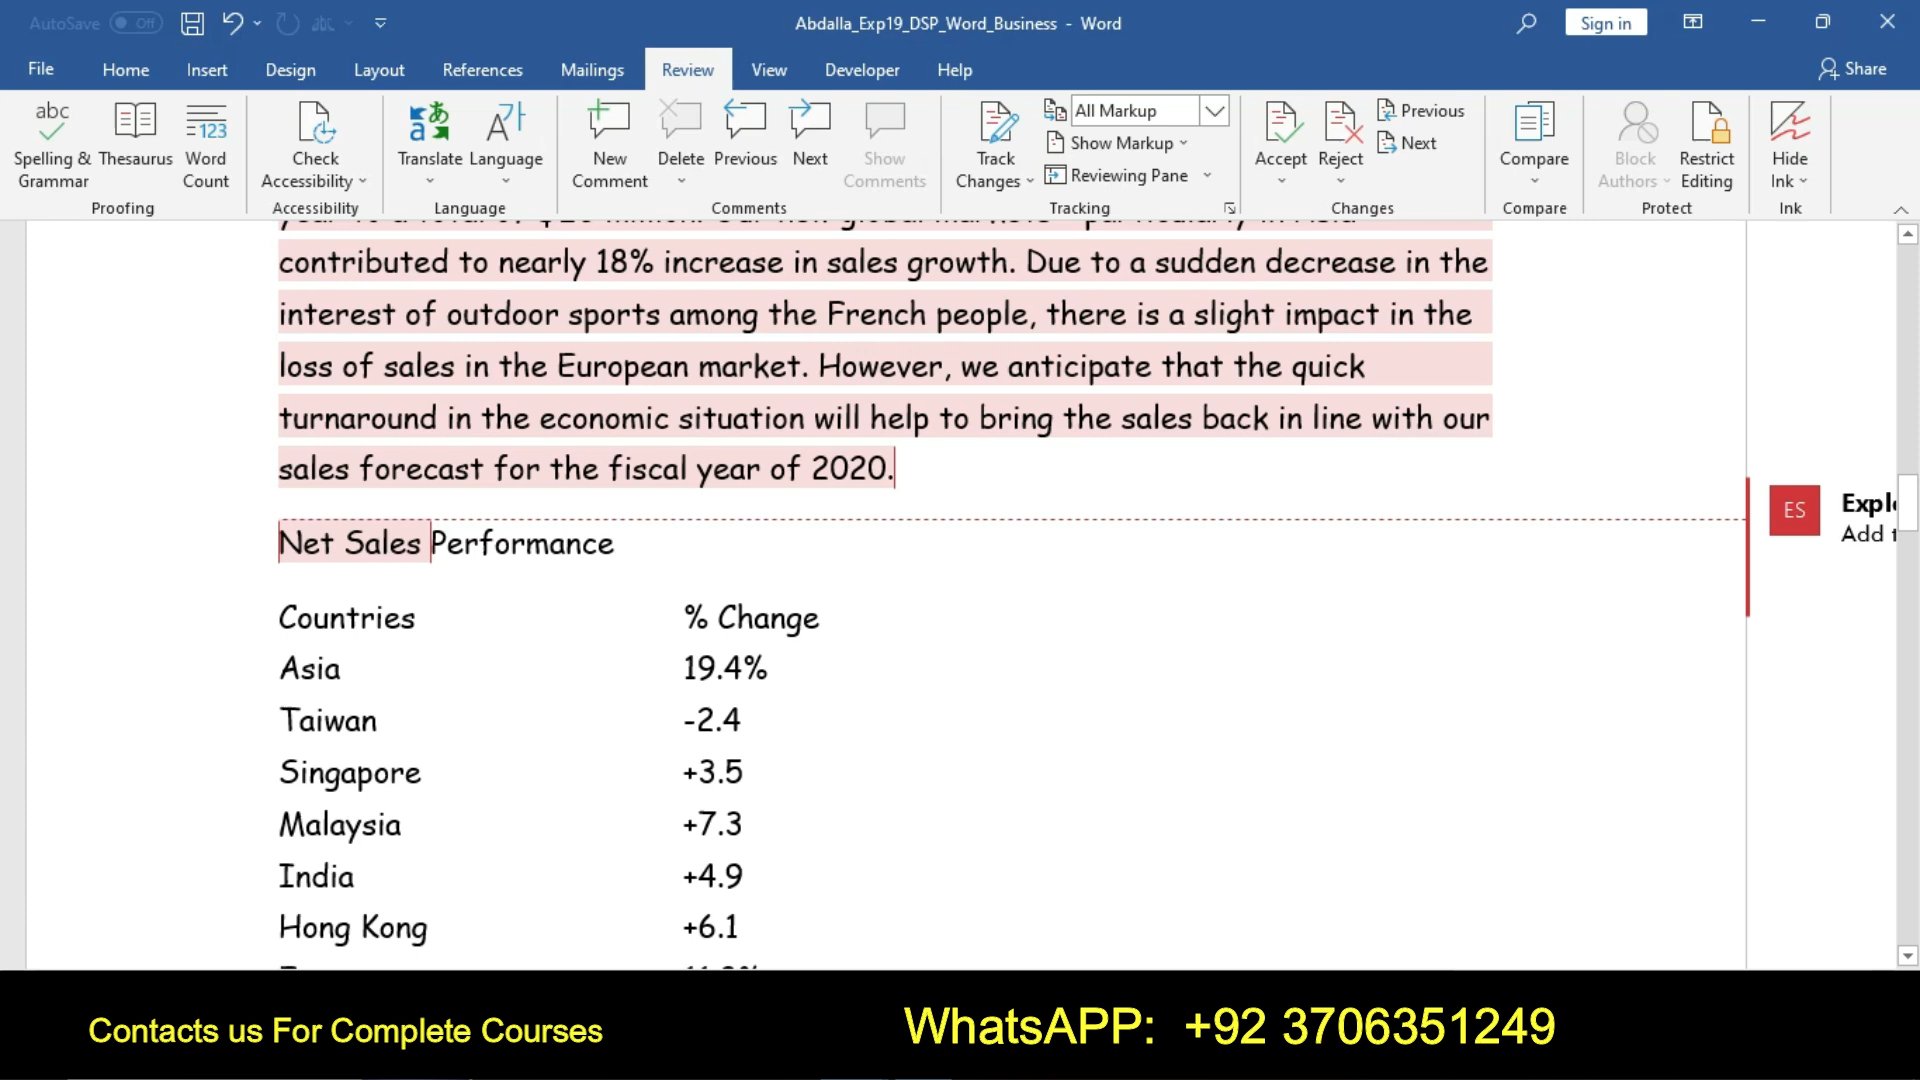 AutoSave Off abc Abdalla_Exp19_DSP_Word_Business - Word Sign in
File Home Insert Design Layout References Mailings Review View Developer Help Share
abc
Spelling & Grammar
Thesaurus
123
Word Count
Proofing
Check Accessibility
Accessibility
Translate
Language
Language
New Comment
Delete
Previous
Next
Show Comments
Comments
Track Changes
All Markup
Show Markup
Reviewing Pane
Tracking
Accept
Reject
Previous
Next
Changes
Compare
Compare
Block Authors
Restrict Editing
Protect
Hide Ink
Ink
contributed to nearly 18% increase in sales growth. Due to a sudden decrease in the
interest of outdoor sports among the French people, there is a slight impact in the
loss of sales in the European market. However, we anticipate that the quick
turnaround in the economic situation will help to bring the sales back in line with our
sales forecast for the fiscal year of 2020.
ES Expl
Add t
Net Sales Performance
Countries % Change
Asia 19.4%
Taiwan -2.4
Singapore +3.5
Malaysia +7.3
India +4.9
Hong Kong +6.1
Contacts us For Complete Courses
WhatsAPP: +92 3706351249